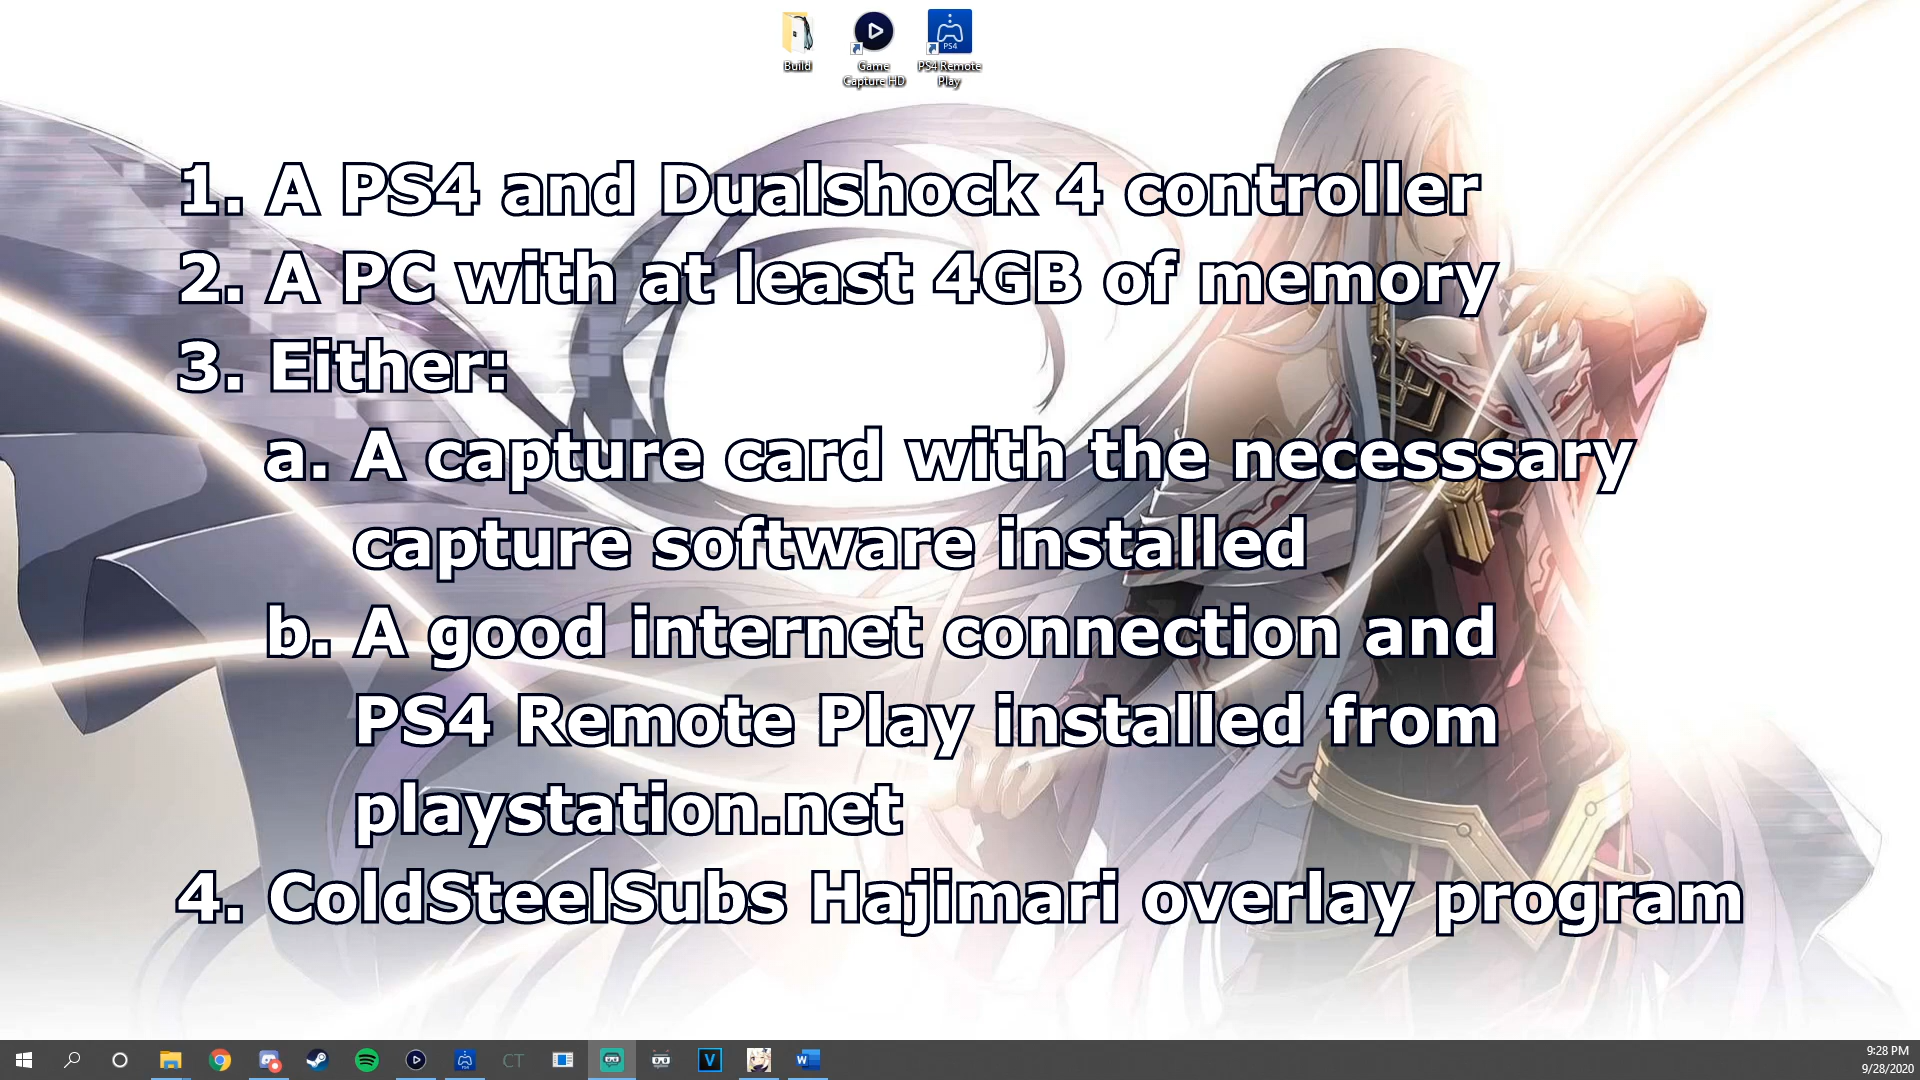 Build
Game
Capture HD
PS4 Remote
Play
PS4
1. A PS4 and Dualshock 4 controller
2. A PC with at least 4GB of memory
3. Either:
a. A capture card with the necesssary
capture software installed
b. A good internet connection and
PS4 Remote Play installed from
playstation.net
4. ColdSteelSubs Hajimari overlay program
CT
V
W
9:28 PM
9/28/2020